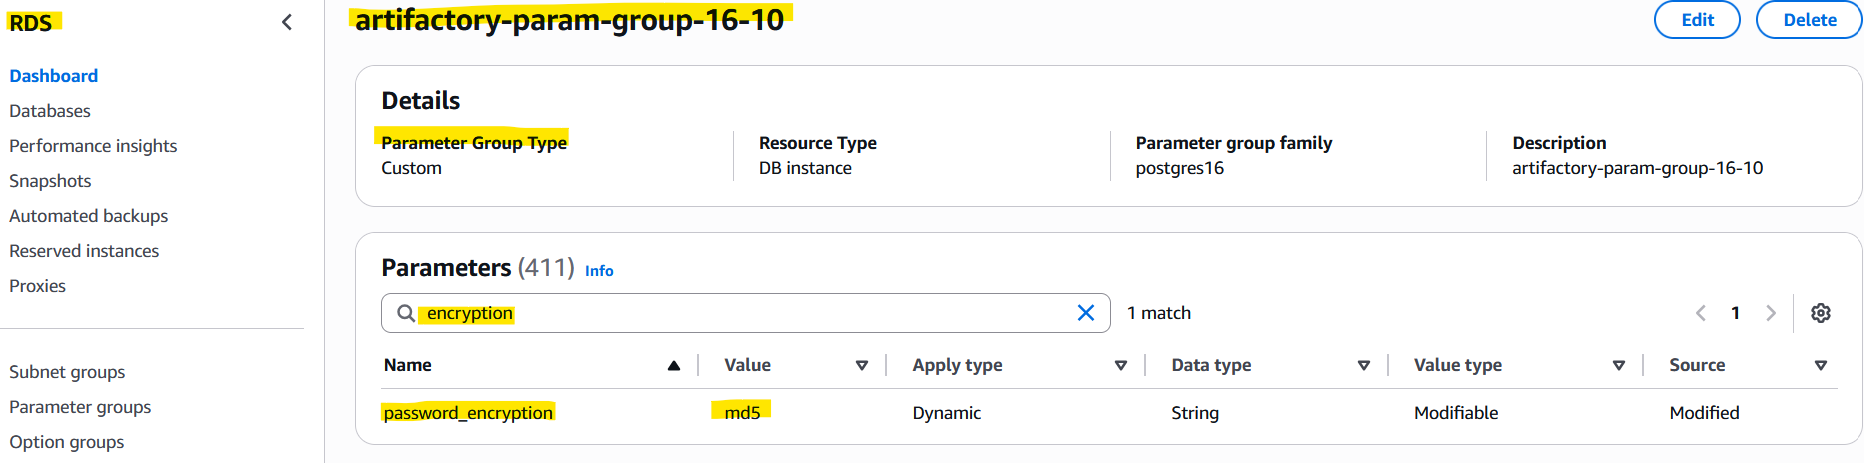 RDS
Dashboard
Databases
Performance insights
Snapshots
Automated backups
Reserved instances
Proxies
Subnet groups
Parameter groups
Option groups
artifactory-param-group-16-10
Edit
Delete
Details
Parameter Group Type
Custom
Resource Type
DB instance
Parameter group family
postgres16
Description
artifactory-param-group-16-10
Parameters (411) Info
encryption
1 match
1
Name Value Apply type Data type Value type Source
password_encryption md5 Dynamic String Modifiable Modified